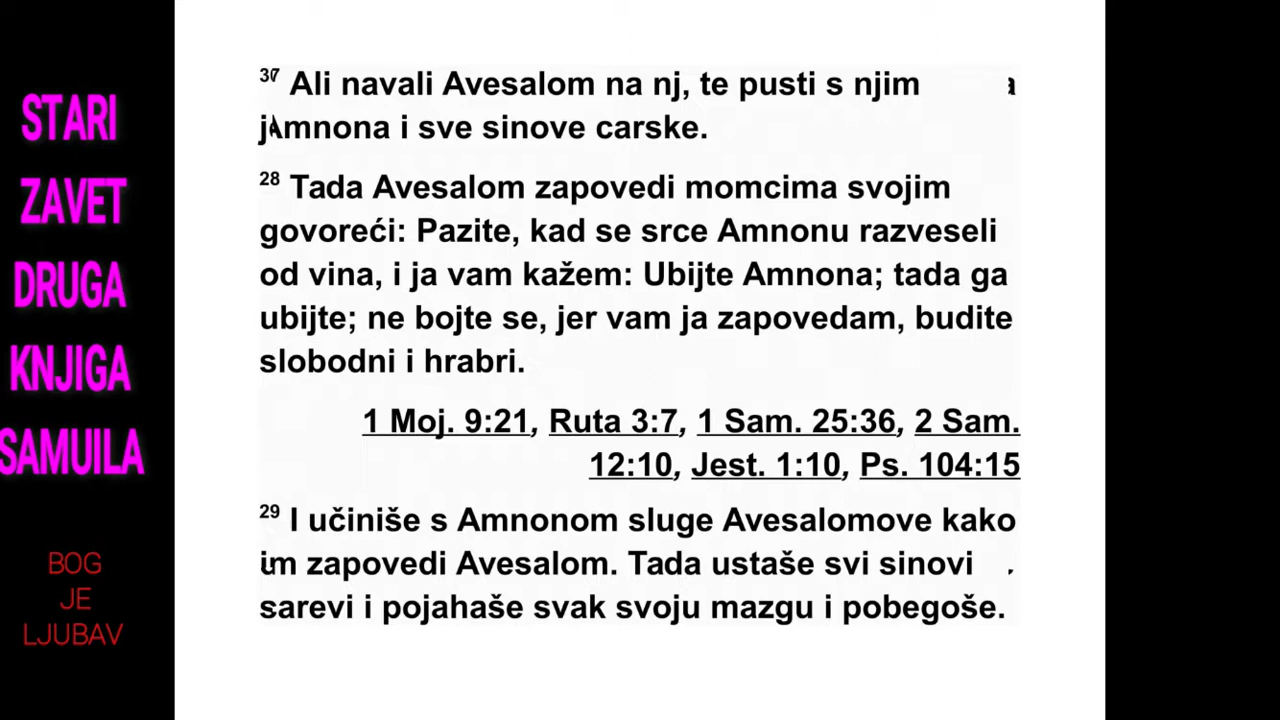 STARI
ZAVET
DRUGA
KNJIGA
SAMUILA
BOG
JE
LJUBAV
Ali navali Avesalom na nj, te pusti s njim
Amnona i sve sinove carske.
28 Tada Avesalom zapovedi momcima svojim
govoreći: Pazite, kad se srce Amnonu razveseli
od vina, i ja vam kažem: Ubijte Amnona; tada ga
ubijte; ne bojte se, jer vam ja zapovedam, budite
slobodni i hrabri.
1 Moj. 9:21, Ruta 3:7, 1 Sam. 25:36, 2 Sam.
12:10, Jest. 1:10, Ps. 104:15
29 I učiniše s Amnonom sluge Avesalomove kako
im zapovedi Avesalom. Tada ustaše svi sinovi
sarevi i pojahaše svak svoju mazgu i pobegoše.